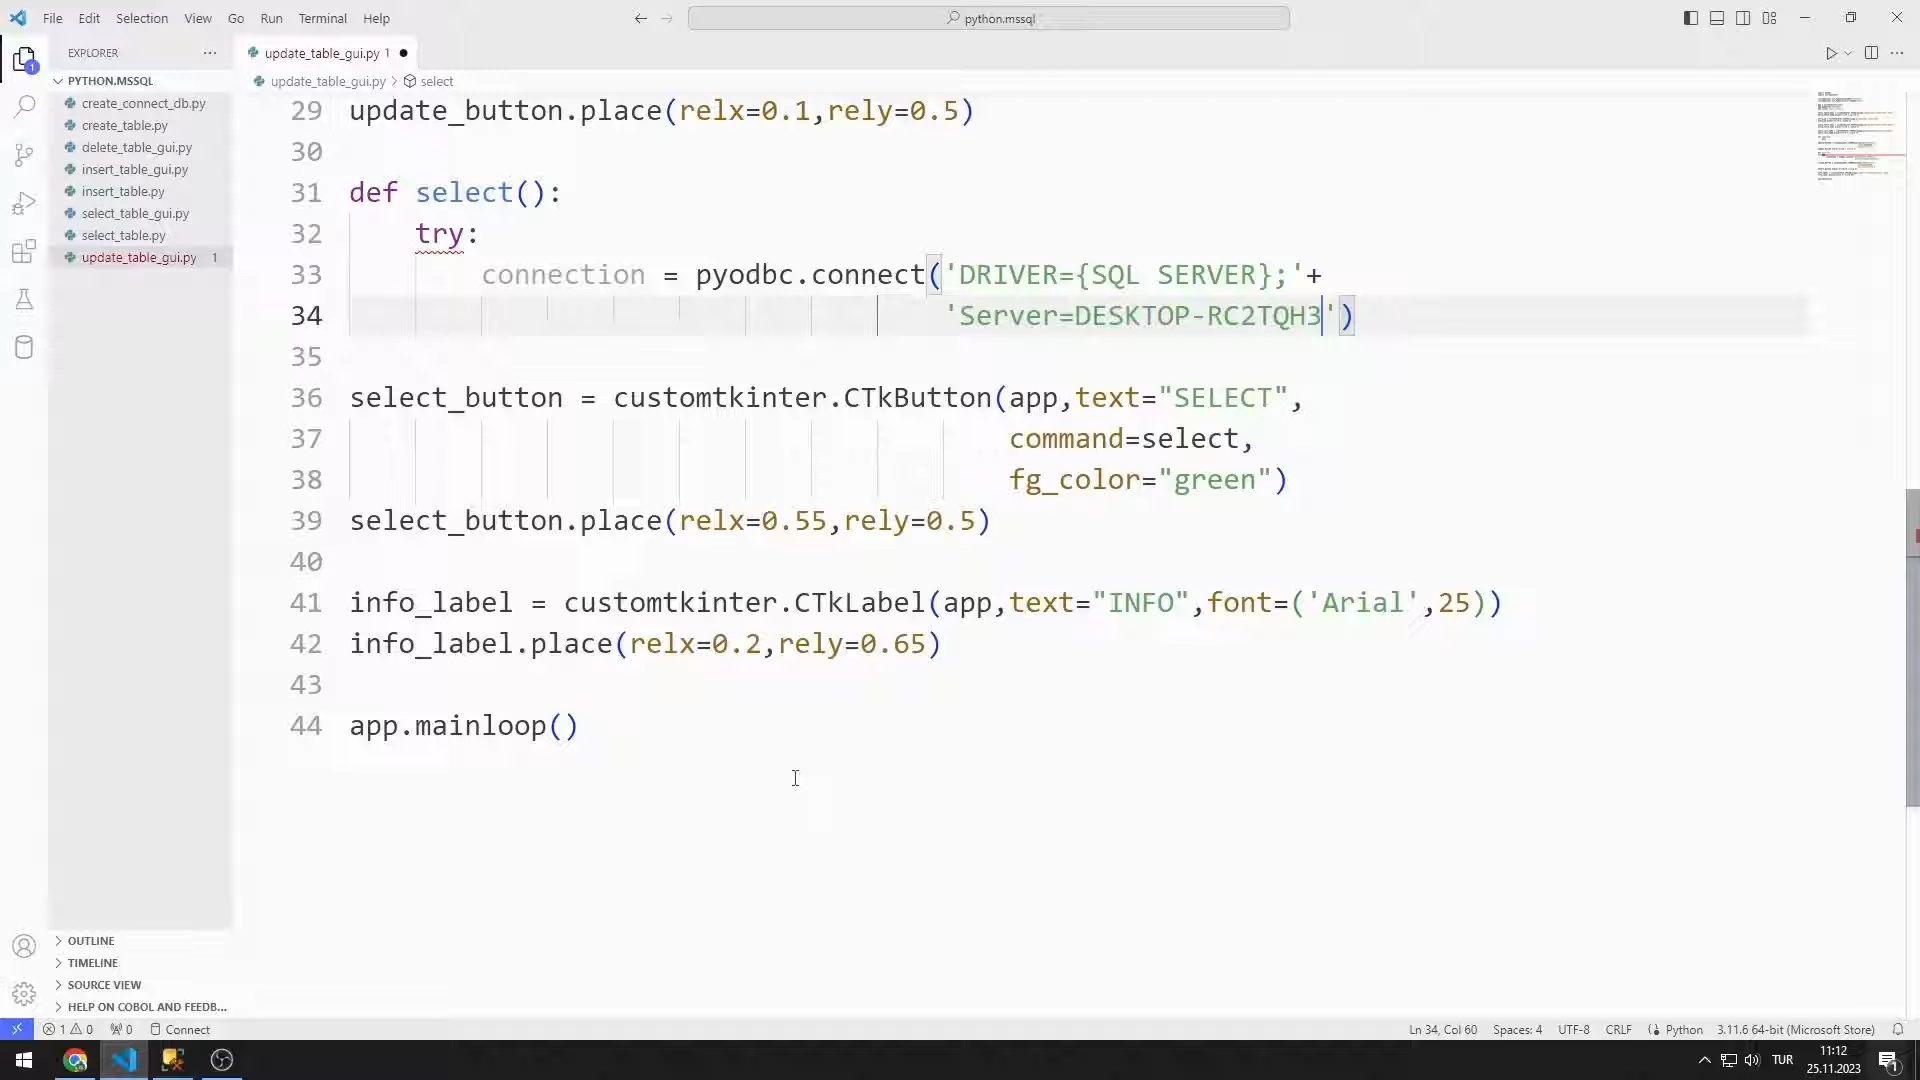 File Edit Selection View Go Run Terminal Help
python.mssql
EXPLORER
update_table_gui.py 1
PYTHON.MSSQL
update_table_gui.py > select
create_connect_db.py
create_table.py
delete_table_gui.py
insert_table_gui.py
insert_table.py
select_table_gui.py
select_table.py
update_table_gui.py 1
29 update_button.place(relx=0.1,rely=0.5)
30
31 def select():
32 try:
33 connection = pyodbc.connect('DRIVER={SQL SERVER};'+
34 'Server=DESKTOP-RC2TQH3')
35
36 select_button = customtkinter.CTkButton(app,text="SELECT",
37 command=select,
38 fg_color="green")
39 select_button.place(relx=0.55,rely=0.5)
40
41 info_label = customtkinter.CTkLabel(app,text="INFO",font=('Arial',25))
42 info_label.place(relx=0.2,rely=0.65)
43
44 app.mainloop()
OUTLINE
TIMELINE
SOURCE VIEW
HELP ON COBOL AND FEEDB...
1 0 0 Connect
Ln 34, Col 60 Spaces: 4 UTF-8 CRLF Python 3.11.6 64-bit (Microsoft Store)
TUR
11:12
25.11.2023
1